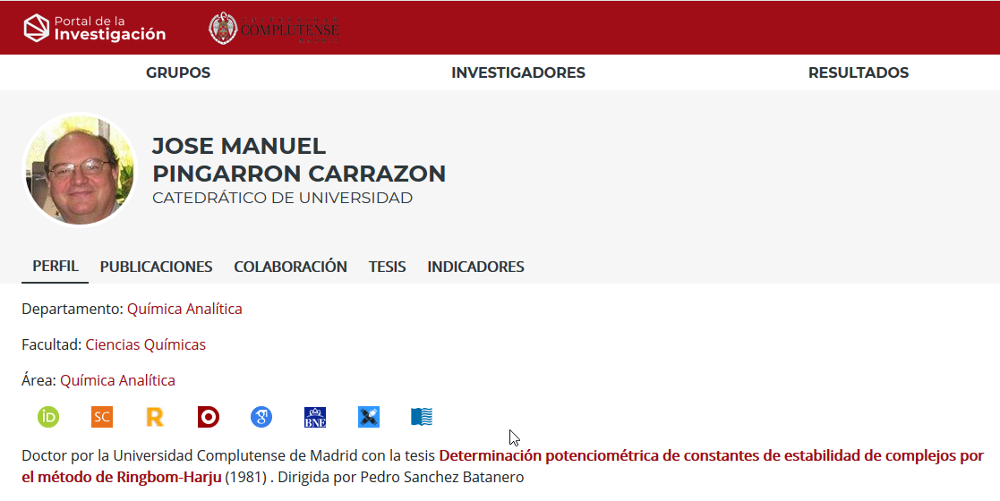 Portal de la
Investigación
UNIVERSIDAD
COMPLUTENSE
MADRID
GRUPOS
INVESTIGADORES
RESULTADOS
JOSE MANUEL
PINGARRON CARRAZON
CATEDRÁTICO DE UNIVERSIDAD
PERFIL PUBLICACIONES COLABORACIÓN TESIS INDICADORES
Departamento: Química Analítica
Facultad: Ciencias Químicas
Área: Química Analítica
iD SC R BNE
Doctor por la Universidad Complutense de Madrid con la tesis Determinación potenciométrica de constantes de estabilidad de complejos por
el método de Ringbom-Harju (1981) . Dirigida por Pedro Sanchez Batanero